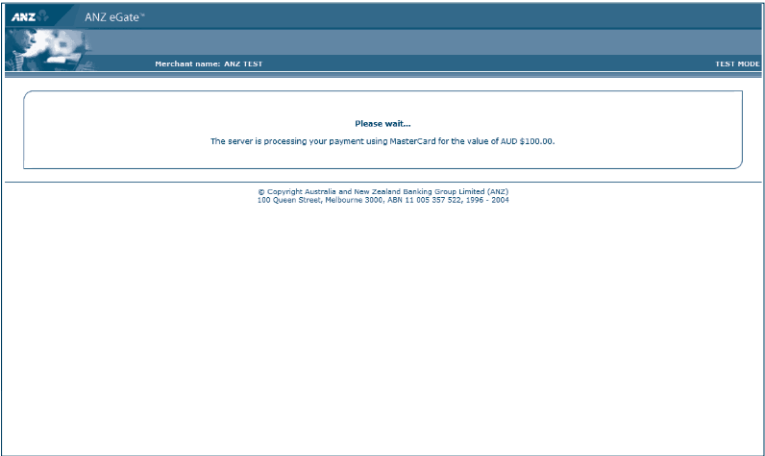 ANZ ANZ eGate™
Merchant name: ANZ TEST TEST MODE
Please wait...
The server is processing your payment using MasterCard for the value of AUD $100.00.
© Copyright Australia and New Zealand Banking Group Limited (ANZ)
100 Queen Street, Melbourne 3000, ABN 11 005 357 522, 1996 - 2004